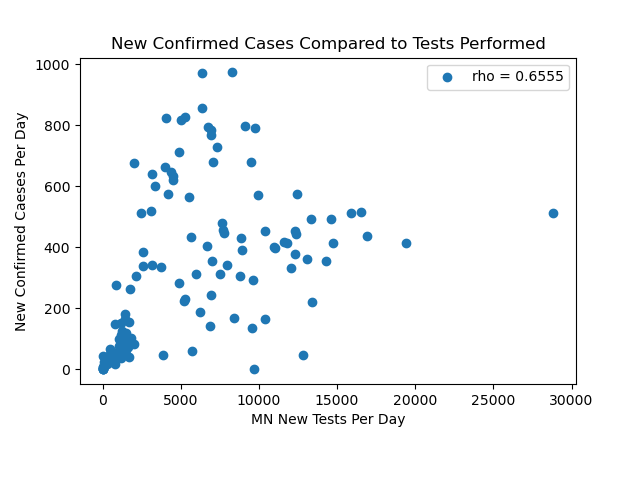 New Confirmed Cases Compared to Tests Performed
rho = 0.6555
New Confirmed Caeses Per Day
1000
800
600
400
200
0
0 5000 10000 15000 20000 25000 30000
MN New Tests Per Day